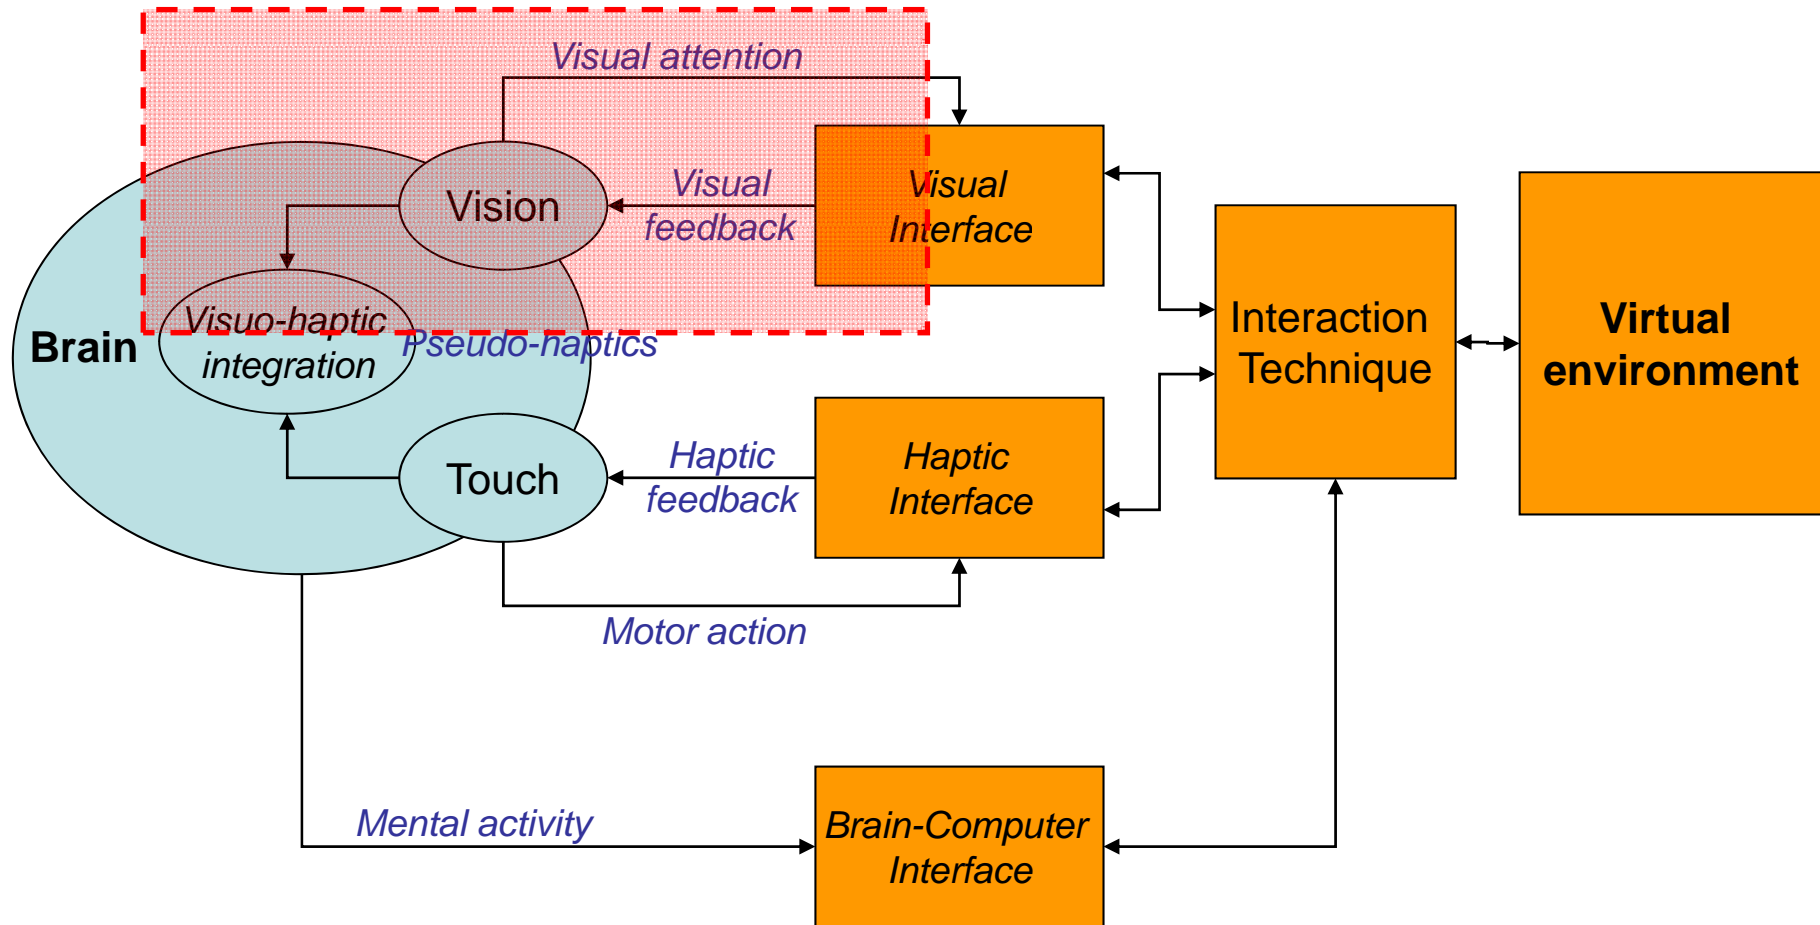 Visual attention
Vision
Visual
feedback
Visual
Interface
Brain
Visuo-haptic
integration
Pseudo-haptics
Interaction
Technique
Virtual
environment
Touch
Haptic
feedback
Haptic
Interface
Motor action
Mental activity
Brain-Computer
Interface